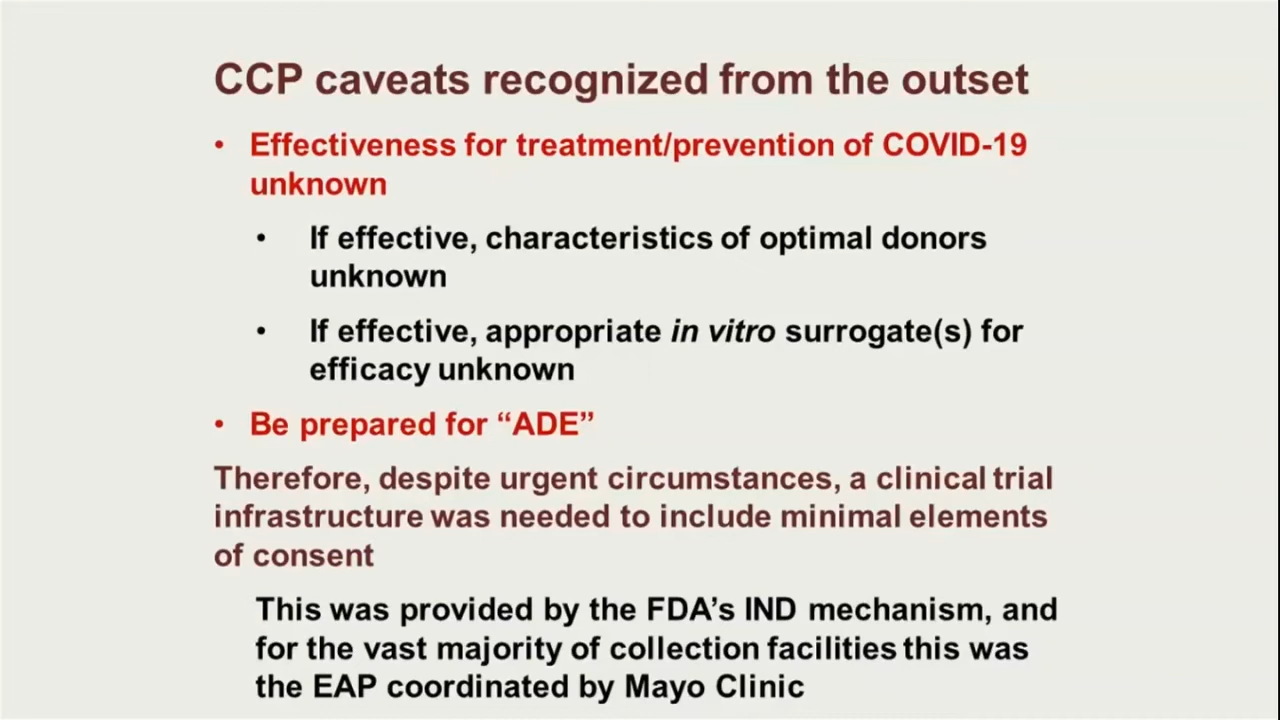 CCP caveats recognized from the outset
• Effectiveness for treatment/prevention of COVID-19
unknown
• If effective, characteristics of optimal donors
unknown
• If effective, appropriate in vitro surrogate(s) for
efficacy unknown
• Be prepared for “ADE”
Therefore, despite urgent circumstances, a clinical trial
infrastructure was needed to include minimal elements
of consent
This was provided by the FDA’s IND mechanism, and
for the vast majority of collection facilities this was
the EAP coordinated by Mayo Clinic